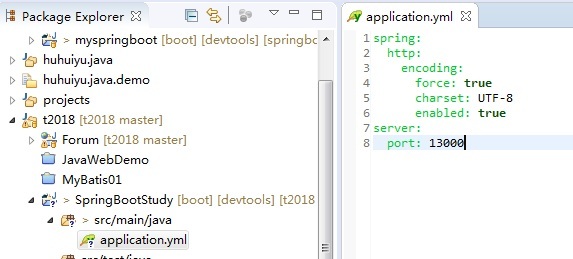 Package Explorer
> myspringboot [boot] [devtools] [springbo
huhuiyu.java
huhuiyu.java.demo
projects
t2018 [t2018 master]
> Forum [t2018 master]
JavaWebDemo
MyBatis01
> SpringBootStudy [boot] [devtools] [t2018
> src/main/java
application.yml
application.yml
1 spring:
2 http:
3 encoding:
4 force: true
5 charset: UTF-8
6 enabled: true
7 server:
8 port: 13000